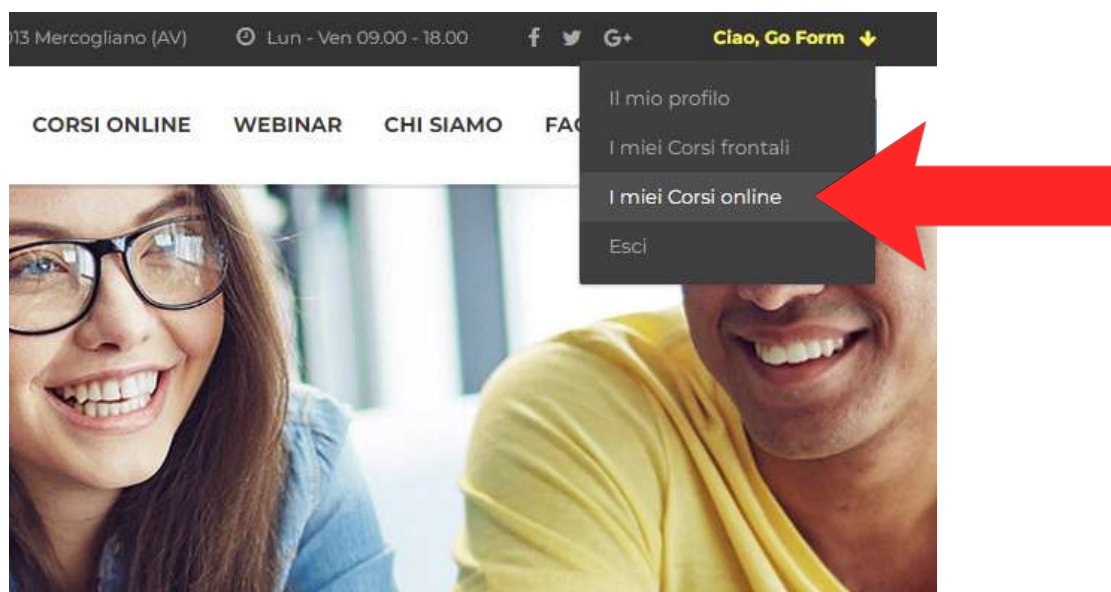 013 Mercogliano (AV) Lun - Ven 09.00 - 18.00 f G+ Ciao, Go Form
CORSI ONLINE WEBINAR CHI SIAMO
Il mio profilo
I miei Corsi frontali
I miei Corsi online
Esci